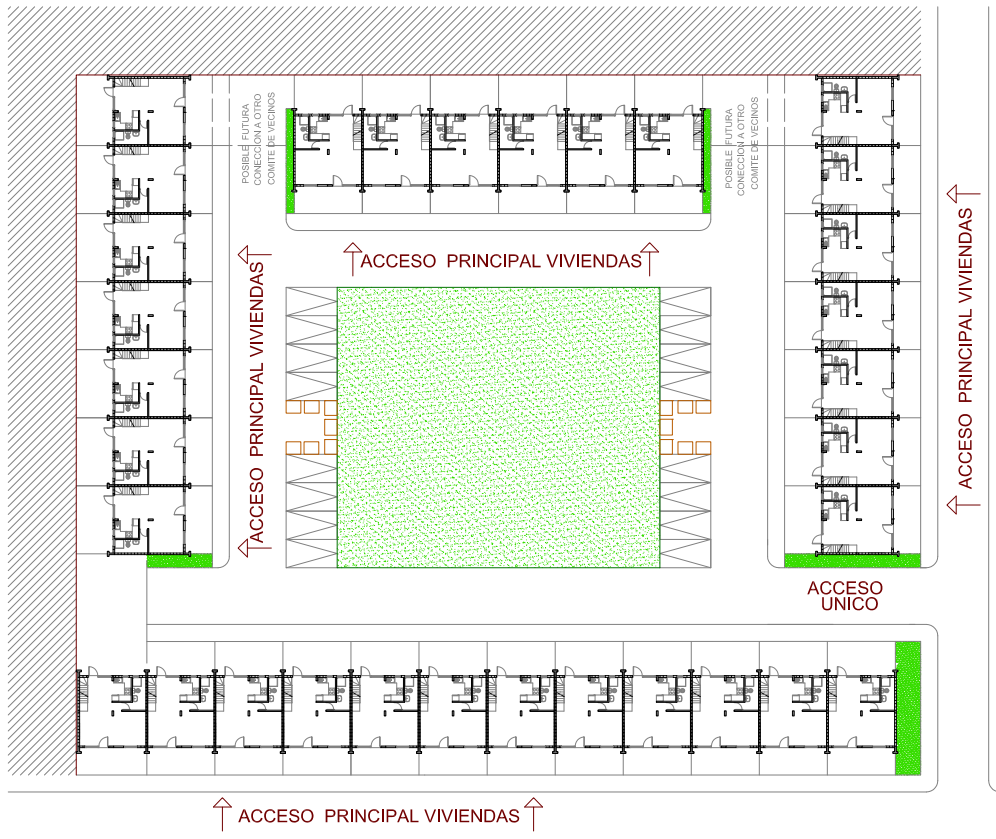 POSIBLE FUTURA
CONECCION A OTRO
COMITE DE VECINOS
POSIBLE FUTURA
CONECCION A OTRO
COMITE DE VECINOS
ACCESO PRINCIPAL VIVIENDAS
ACCESO PRINCIPAL VIVIENDAS
ACCESO PRINCIPAL VIVIENDAS
ACCESO
UNICO
ACCESO PRINCIPAL VIVIENDAS